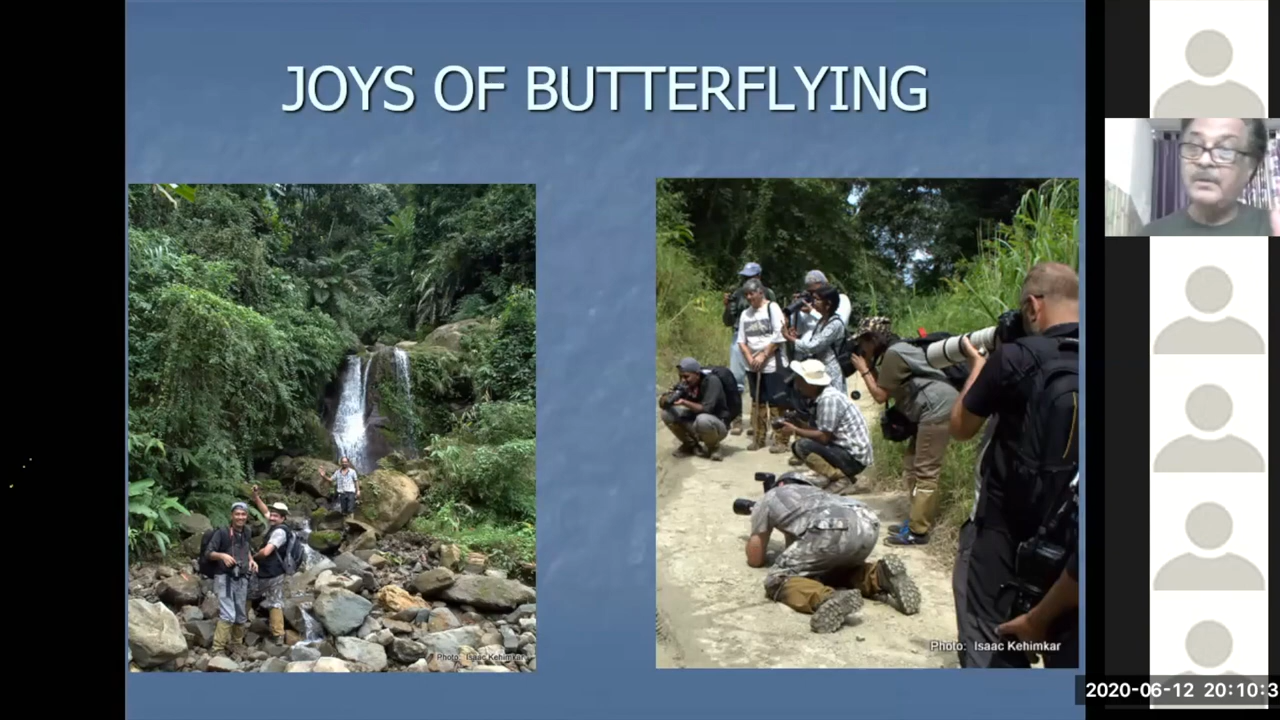 JOYS OF BUTTERFLYING
Photo: Isaac Kehimkar
Photo: Isaac Kehimkar
2020-06-12 20:10:3